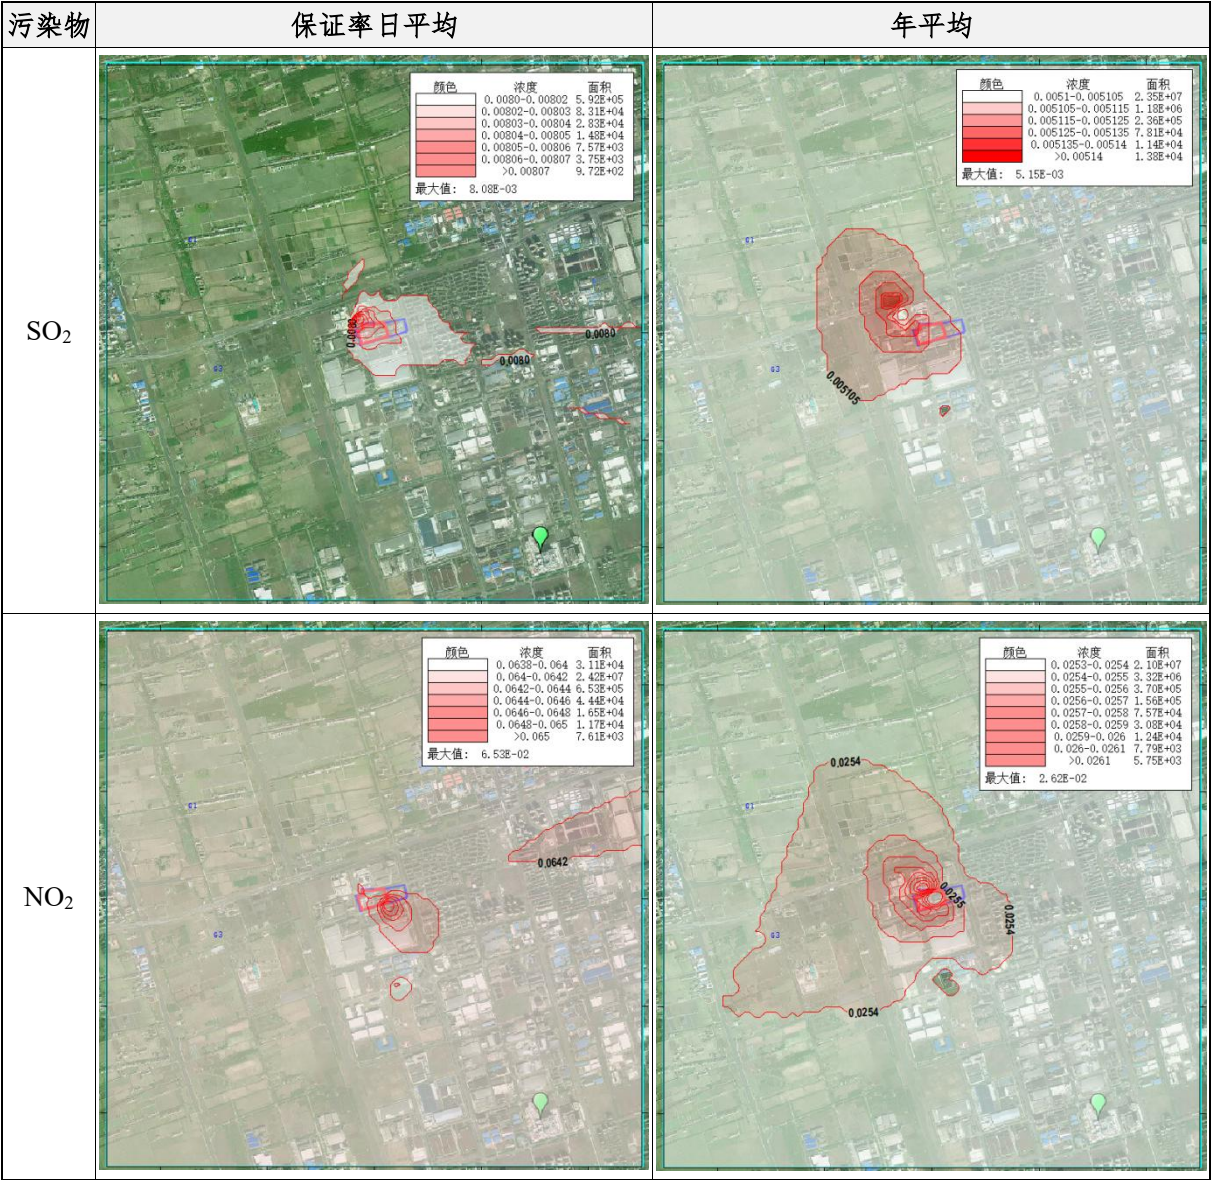 污染物 保证率日平均 年平均
SO₂
颜色 浓度 面积
0.0080-0.00802 5.92E+05
0.00802-0.00803 8.31E+04
0.00803-0.00804 2.83E+04
0.00804-0.00805 1.48E+04
0.00805-0.00806 7.57E+03
0.00806-0.00807 3.75E+03
>0.00807 9.72E+02
最大值: 8.08E-03
G1
G3
0.0080
0.0080
0.0080
颜色 浓度 面积
0.0051-0.005105 2.35E+07
0.005105-0.005115 1.18E+06
0.005115-0.005125 2.36E+05
0.005125-0.005135 7.81E+04
0.005135-0.00514 1.14E+04
>0.00514 1.38E+04
最大值: 5.15E-03
G1
G3
0.005105
NO₂
颜色 浓度 面积
0.0638-0.064 3.11E+04
0.064-0.0642 2.42E+07
0.0642-0.0644 6.53E+05
0.0644-0.0646 4.44E+04
0.0646-0.0648 1.65E+04
0.0648-0.065 1.17E+04
>0.065 7.61E+03
最大值: 6.53E-02
G1
G3
0.0642
颜色 浓度 面积
0.0253-0.0254 2.10E+07
0.0254-0.0255 3.32E+06
0.0255-0.0256 3.70E+05
0.0256-0.0257 1.56E+05
0.0257-0.0258 7.57E+04
0.0258-0.0259 3.08E+04
0.0259-0.026 1.24E+04
0.026-0.0261 7.79E+03
>0.0261 5.75E+03
最大值: 2.62E-02
0.0254
G1
0.0255
0.0254
G3
0.0254